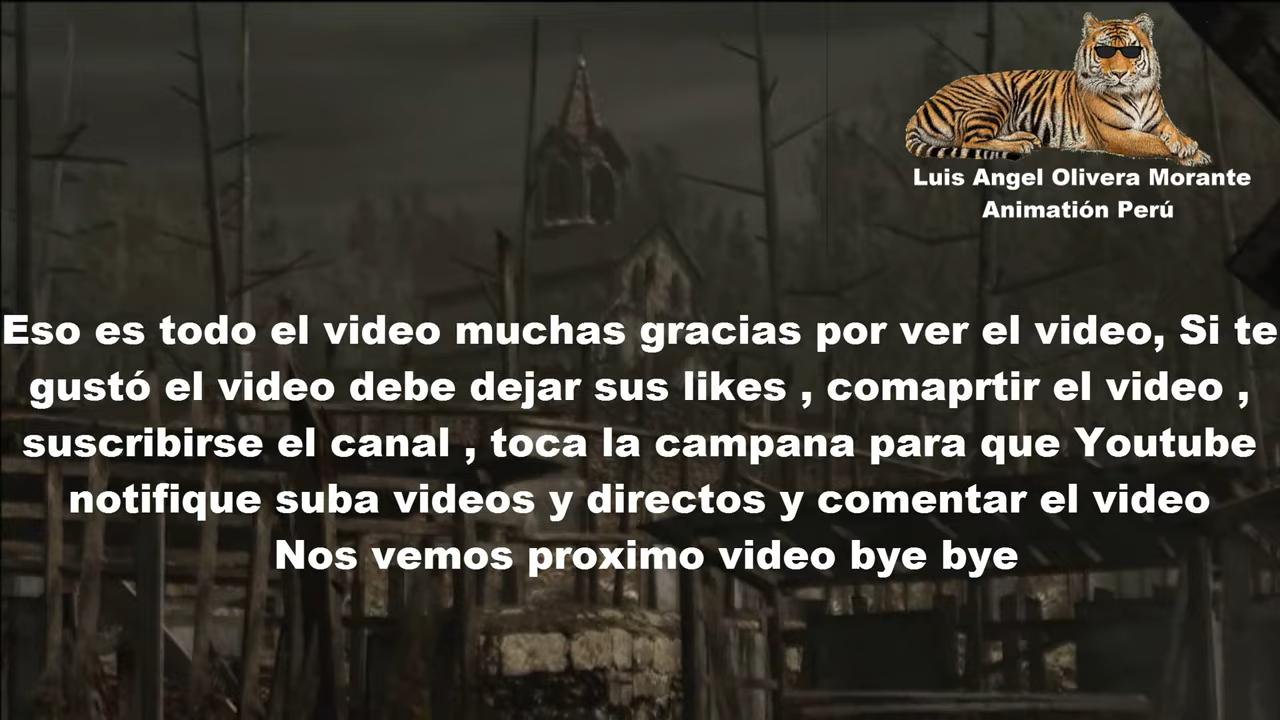 Luis Angel Olivera Morante
Animatión Perú
Eso es todo el video muchas gracias por ver el video, Si te
gustó el video debe dejar sus likes , comaprtir el video ,
suscribirse el canal , toca la campana para que Youtube
notifique suba videos y directos y comentar el video
Nos vemos proximo video bye bye